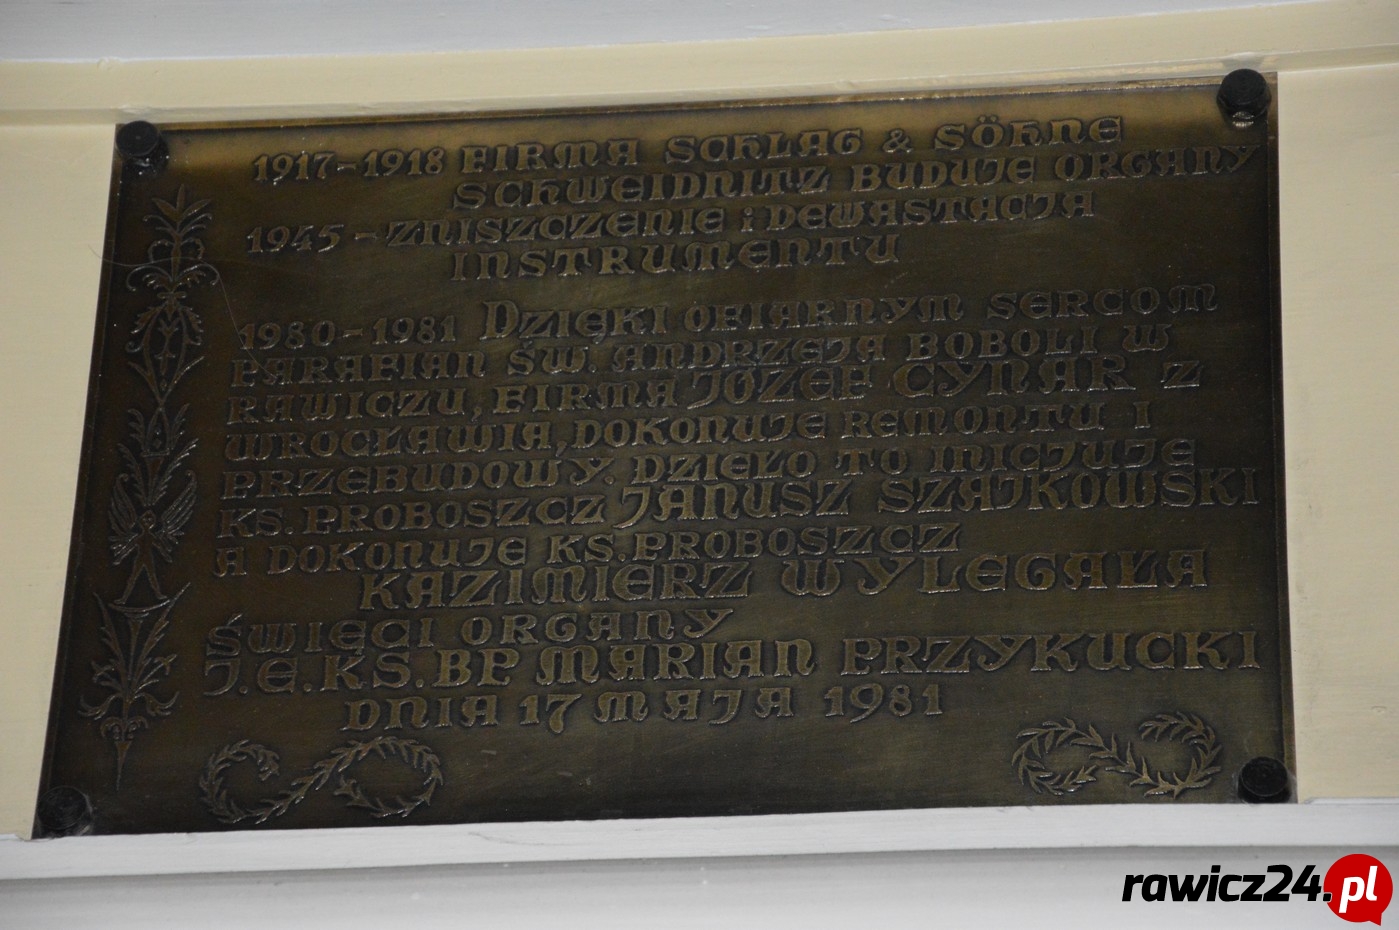 1917-1918 FIRMA SCHLAG & SÖHNE
SCHWEIDNITZ BUDUJE ORGANY
1945 - ZNISZCZENIE i DEWASTACJA
INSTRUMENTU
1980-1981 DZIĘKI OFIARNYM SERCOM
PARAFIAN ŚW. ANDRZEJA BOBOLI W
RAWICZU, FIRMA JÓZEF CYNAR Z
WROCŁAWIA, DOKONUJE REMONTU I
PRZEBUDOWY. DZIEŁO TO INICJUJE
KS. PROBOSZCZ JANUSZ SZAJKOWSKI
A DOKONUJE KS. PROBOSZCZ
KAZIMIERZ WYLEGAŁA
ŚWIĘCI ORGANY
J.E.KS. BP MARIAN PRZYKUCKI
DNIA 17 MAJA 1981
rawicz24.pl